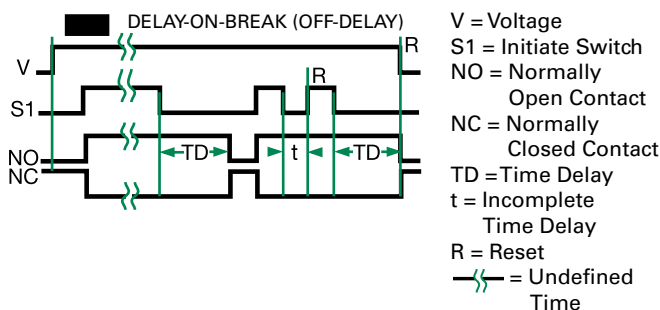 DELAY-ON-BREAK (OFF-DELAY)
R
V
R
S1
NO
TD
t
TD
NC
V = Voltage
S1 = Initiate Switch
NO = Normally
Open Contact
NC = Normally
Closed Contact
TD = Time Delay
t = Incomplete
Time Delay
R = Reset
= Undefined
Time